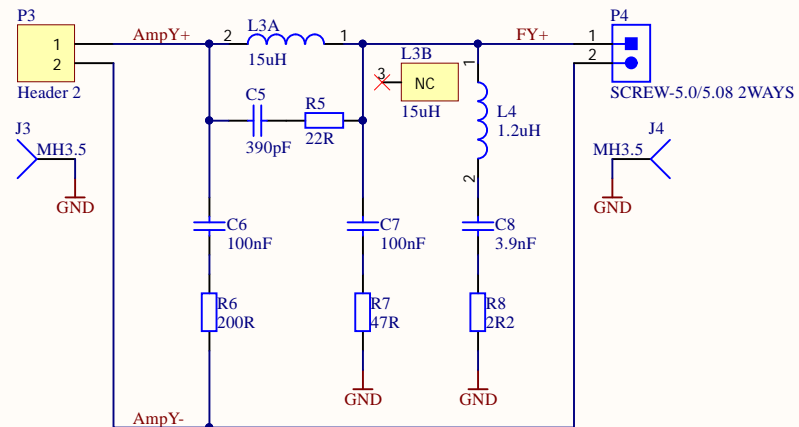 P3
1
2
Header 2
AmpY+
2
L3A
1
15uH
L3B
3
NC
15uH
FY+
1
2
P4
SCREW-5.0/5.08 2WAYS
C5
390pF
R5
22R
1
L4
1.2uH
2
J3
MH3.5
GND
J4
MH3.5
GND
C6
100nF
C7
100nF
C8
3.9nF
R6
200R
R7
47R
R8
2R2
GND
GND
AmpY-